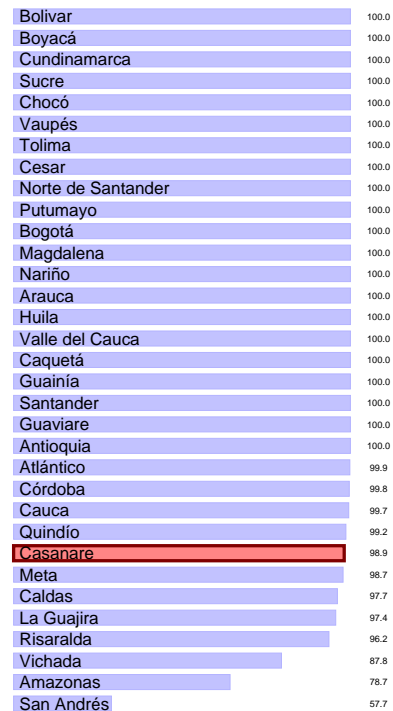 Bolivar 100.0
Boyacá 100.0
Cundinamarca 100.0
Sucre 100.0
Chocó 100.0
Vaupés 100.0
Tolima 100.0
Cesar 100.0
Norte de Santander 100.0
Putumayo 100.0
Bogotá 100.0
Magdalena 100.0
Nariño 100.0
Arauca 100.0
Huila 100.0
Valle del Cauca 100.0
Caquetá 100.0
Guainía 100.0
Santander 100.0
Guaviare 100.0
Antioquia 100.0
Atlántico 99.9
Córdoba 99.8
Cauca 99.7
Quindío 99.2
Casanare 98.9
Meta 98.7
Caldas 97.7
La Guajira 97.4
Risaralda 96.2
Vichada 87.8
Amazonas 78.7
San Andrés 57.7